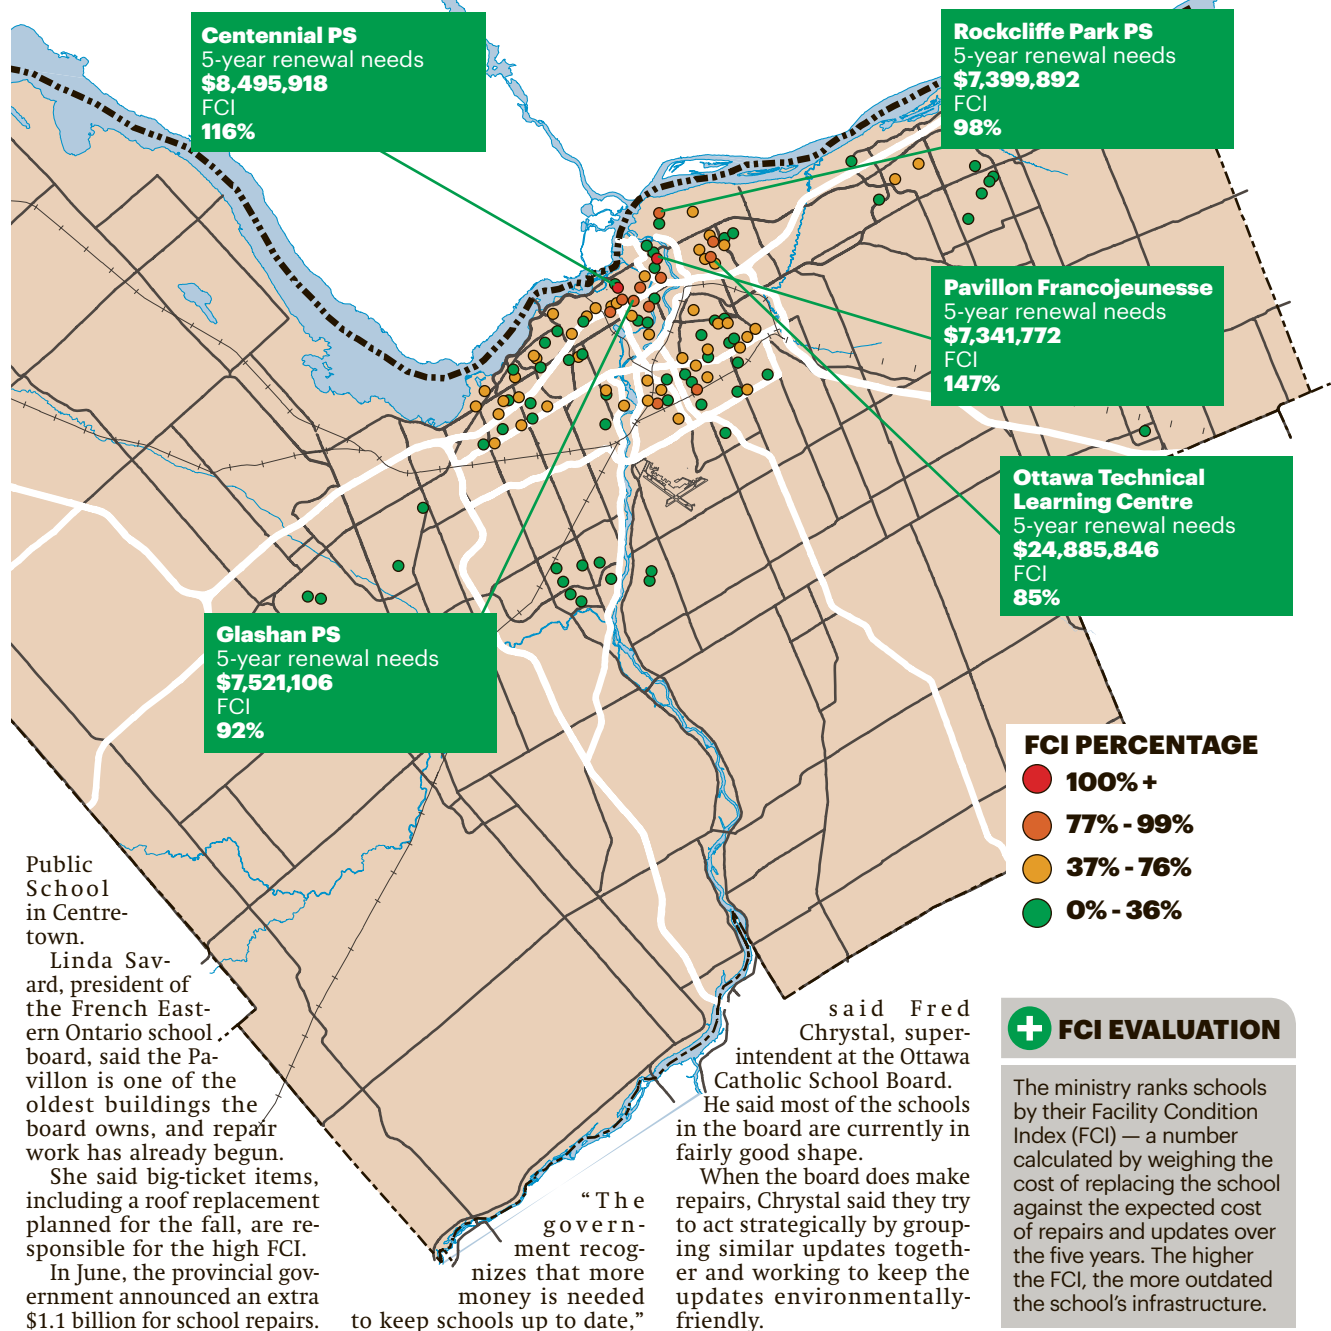 Centennial PS
5-year renewal needs
$8,495,918
FCI
116%
Rockcliffe Park PS
5-year renewal needs
$7,399,892
FCI
98%
Pavillon Francojeunesse
5-year renewal needs
$7,341,772
FCI
147%
Ottawa Technical
Learning Centre
5-year renewal needs
$24,885,846
FCI
85%
Glashan PS
5-year renewal needs
$7,521,106
FCI
92%
FCI PERCENTAGE
100% +
77% - 99%
37% - 76%
0% - 36%
Public
School
in Centre-
town.
Linda Sav-
ard, president of
the French East-
ern Ontario school
board, said the Pa-
villon is one of the
oldest buildings the
board owns, and repair
work has already begun.
She said big-ticket items,
including a roof replacement
planned for the fall, are re-
sponsible for the high FCI.
In June, the provincial gov-
ernment announced an extra
$1.1 billion for school repairs.
“The
govern-
ment recog-
nizes that more
money is needed
to keep schools up to date,”
said Fred
Chrystal, super-
intendent at the Ottawa
Catholic School Board.
He said most of the schools
in the board are currently in
fairly good shape.
When the board does make
repairs, Chrystal said they try
to act strategically by group-
ing similar updates togeth-
er and working to keep the
updates environmentally-
friendly.
FCI EVALUATION
The ministry ranks schools
by their Facility Condition
Index (FCI) — a number
calculated by weighing the
cost of replacing the school
against the expected cost
of repairs and updates over
the five years. The higher
the FCI, the more outdated
the school’s infrastructure.